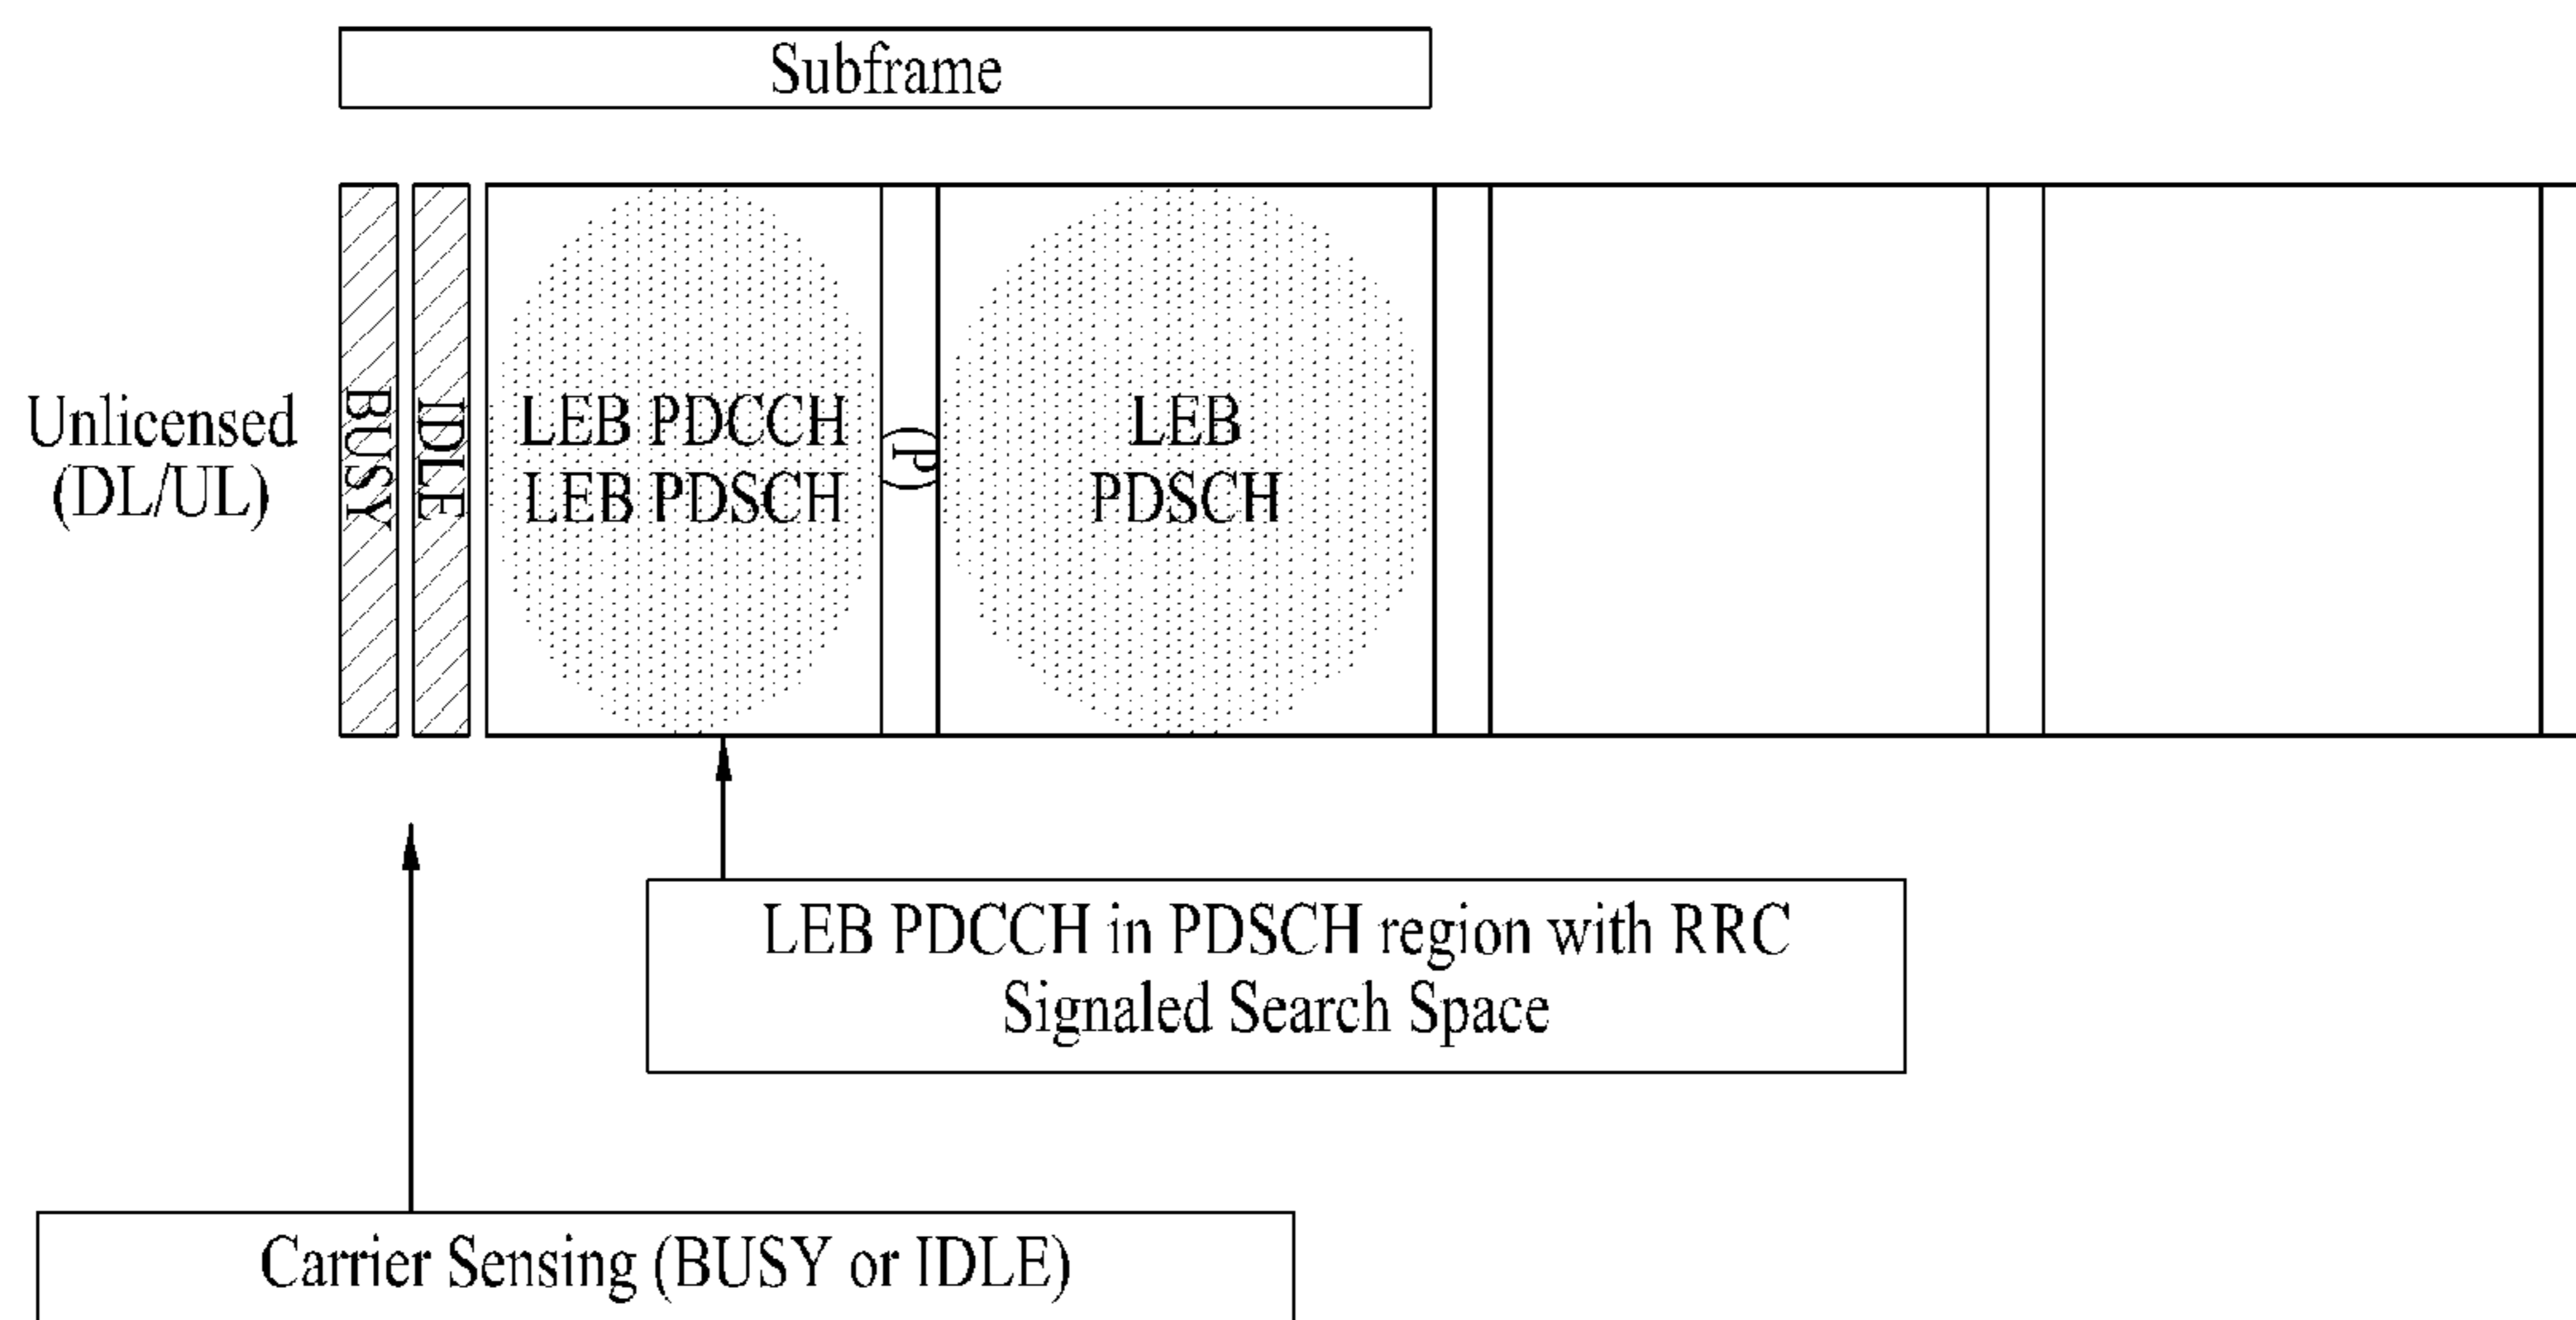 Subframe
Unlicensed
(DL/UL)
BUSY
IDLE
LEB PDCCH
LEB PDSCH
(P)
LEB
PDSCH
LEB PDCCH in PDSCH region with RRC
Signaled Search Space
Carrier Sensing (BUSY or IDLE)